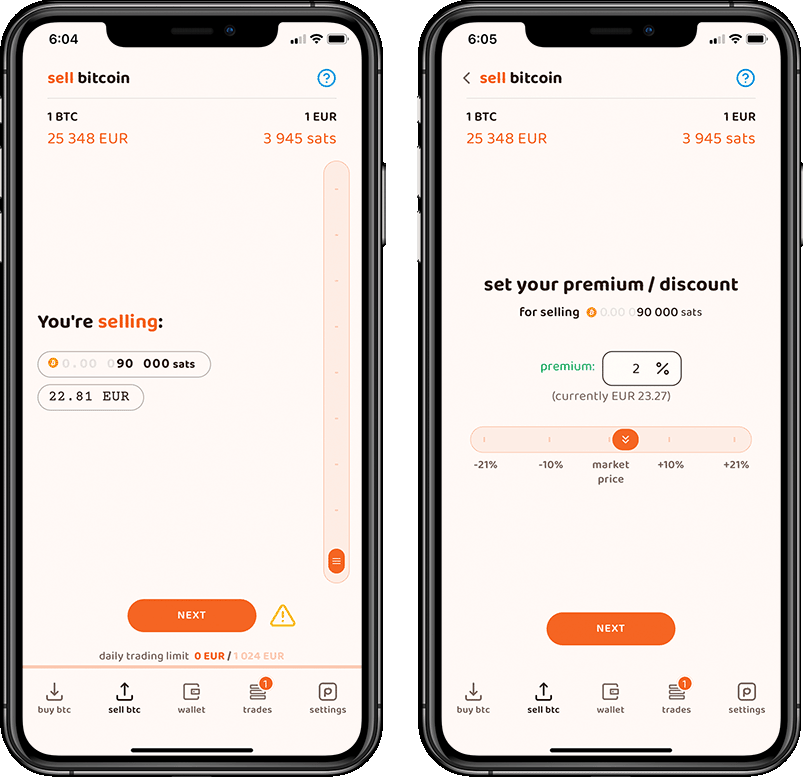 6:04
sell bitcoin
1 BTC 1 EUR
25 348 EUR 3 945 sats
You're selling:
0.00 090 000 sats
22.81 EUR
NEXT
daily trading limit 0 EUR / 1 024 EUR
1
buy btc sell btc wallet trades settings
6:05
sell bitcoin
1 BTC 1 EUR
25 348 EUR 3 945 sats
set your premium / discount
for selling 0.00 090 000 sats
premium: 2 %
(currently EUR 23.27)
-21% -10% market price +10% +21%
NEXT
1
buy btc sell btc wallet trades settings